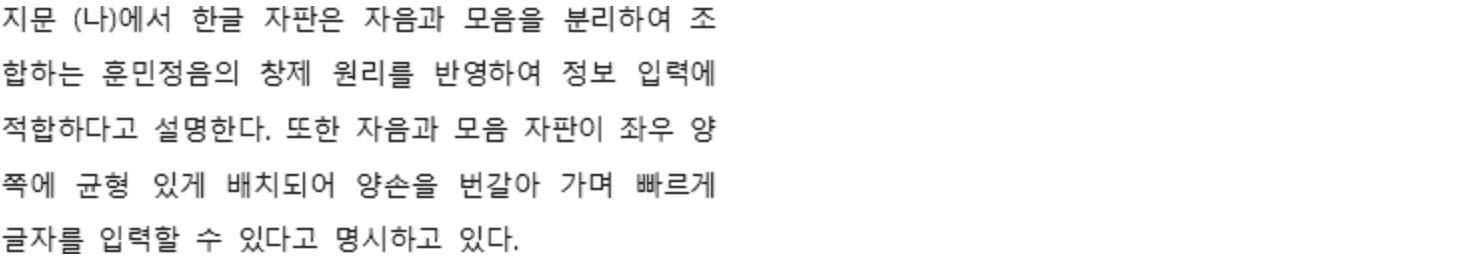 지문 (나)에서 한글 자판은 자음과 모음을 분리하여 조
합하는 훈민정음의 창제 원리를 반영하여 정보 입력에
적합하다고 설명한다. 또한 자음과 모음 자판이 좌우 양
쪽에 균형 있게 배치되어 양손을 번갈아 가며 빠르게
글자를 입력할 수 있다고 명시하고 있다.